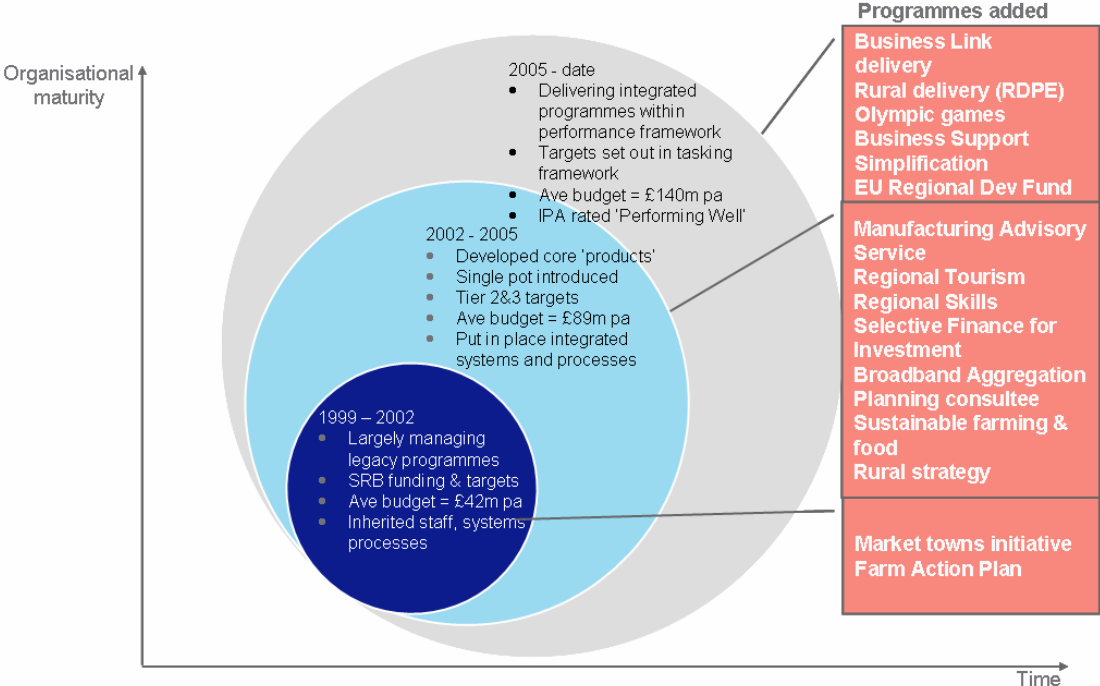 Programmes added
Organisational
maturity
2005 - date
• Delivering integrated
programmes within
performance framework
• Targets set out in tasking
framework
• Ave budget = £140m pa
• IPA rated 'Performing Well'
2002 - 2005
• Developed core 'products'
• Single pot introduced
• Tier 2&3 targets
• Ave budget = £89m pa
• Put in place integrated
systems and processes
1999 – 2002
• Largely managing
legacy programmes
• SRB funding & targets
• Ave budget = £42m pa
• Inherited staff, systems
processes
Business Link
delivery
Rural delivery (RDPE)
Olympic games
Business Support
Simplification
EU Regional Dev Fund
Manufacturing Advisory
Service
Regional Tourism
Regional Skills
Selective Finance for
Investment
Broadband Aggregation
Planning consultee
Sustainable farming &
food
Rural strategy
Market towns initiative
Farm Action Plan
Time